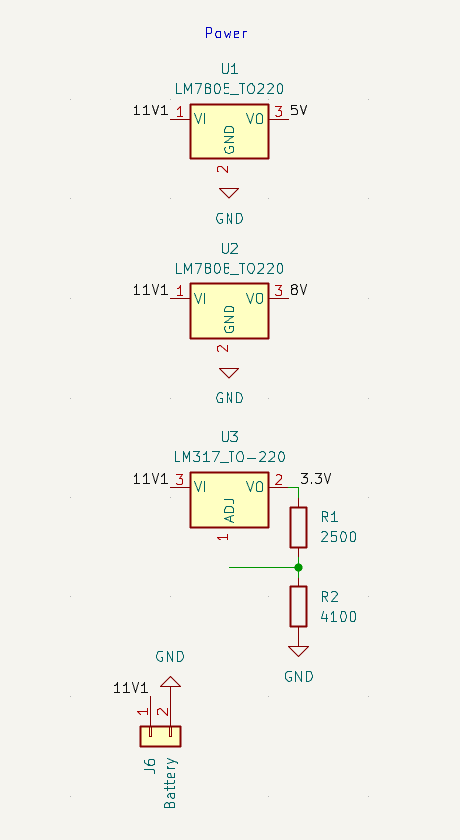 Power
U1
LM7805_TO220
11V1 1 VI VO 3 5V
GND
2
GND
U2
LM7805_TO220
11V1 1 VI VO 3 8V
GND
2
GND
U3
LM317_TO-220
11V1 3 VI VO 2 3.3V
ADJ
1
R1
2500
R2
4100
GND
GND
11V1
1 2
J6
Battery